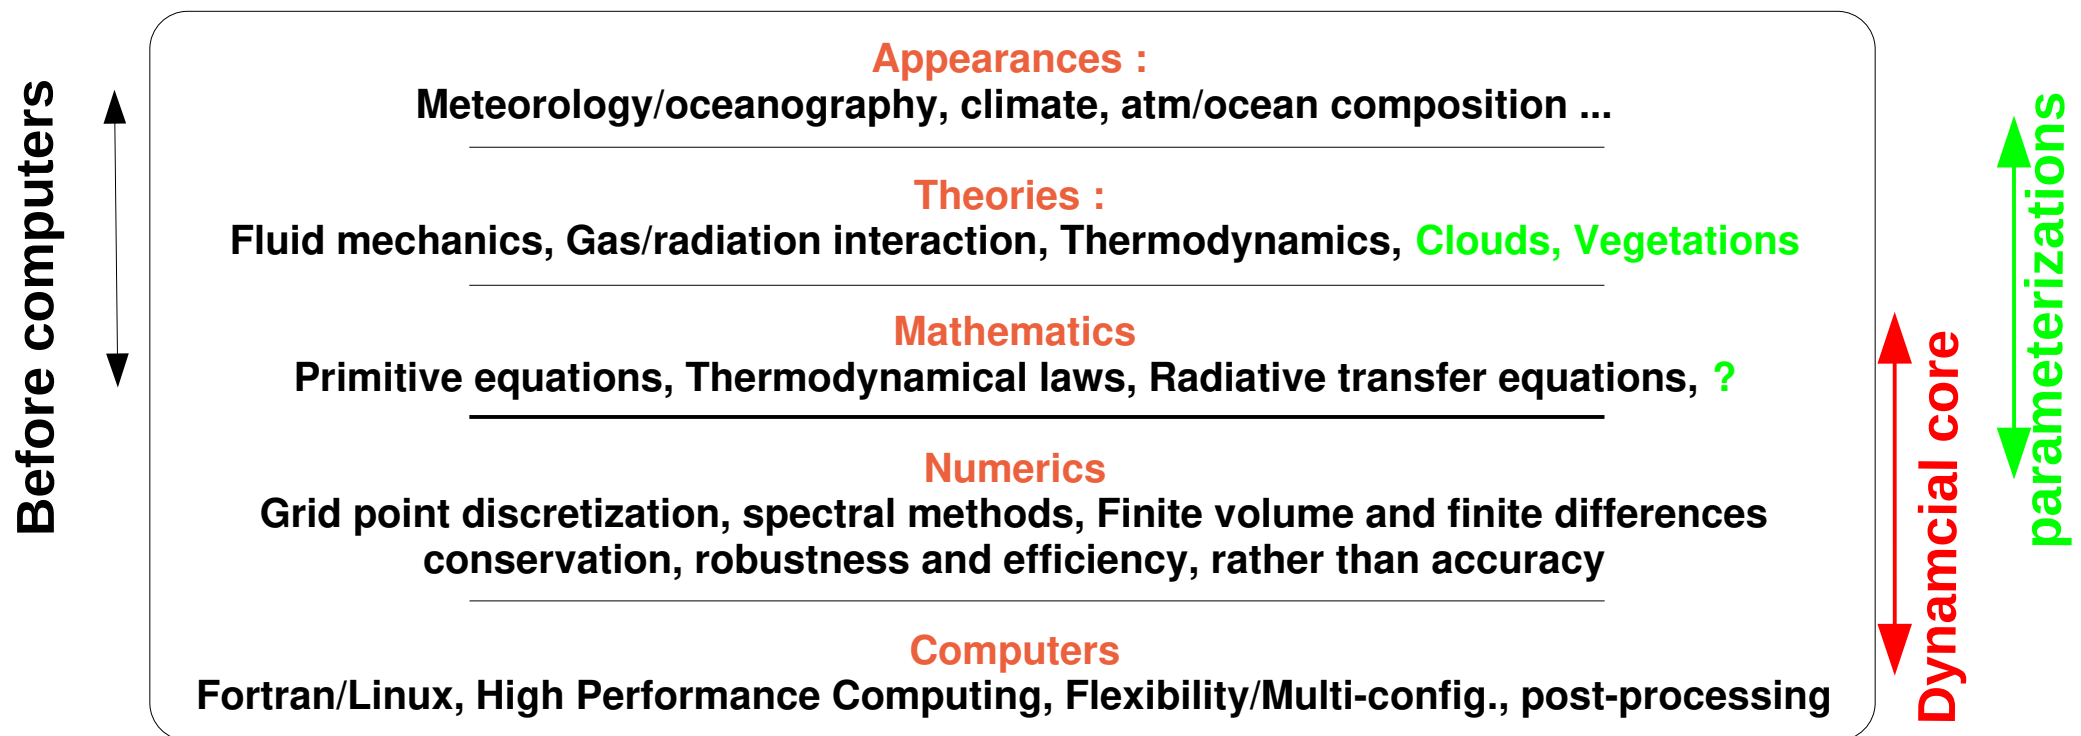 Before computers
Appearances :
Meteorology/oceanography, climate, atm/ocean composition ...
Theories :
Fluid mechanics, Gas/radiation interaction, Thermodynamics, Clouds, Vegetations
Mathematics
Primitive equations, Thermodynamical laws, Radiative transfer equations, ?
Numerics
Grid point discretization, spectral methods, Finite volume and finite differences
conservation, robustness and efficiency, rather than accuracy
Computers
Fortran/Linux, High Performance Computing, Flexibility/Multi-config., post-processing
Dynamcial core
parameterizations